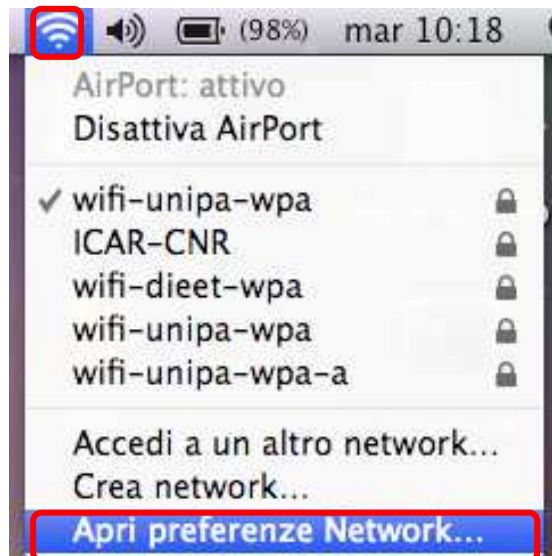 (98%) mar 10:18
AirPort: attivo
Disattiva AirPort
wifi-unipa-wpa
ICAR-CNR
wifi-dieet-wpa
wifi-unipa-wpa
wifi-unipa-wpa-a
Accedi a un altro network...
Crea network...
Apri preferenze Network...